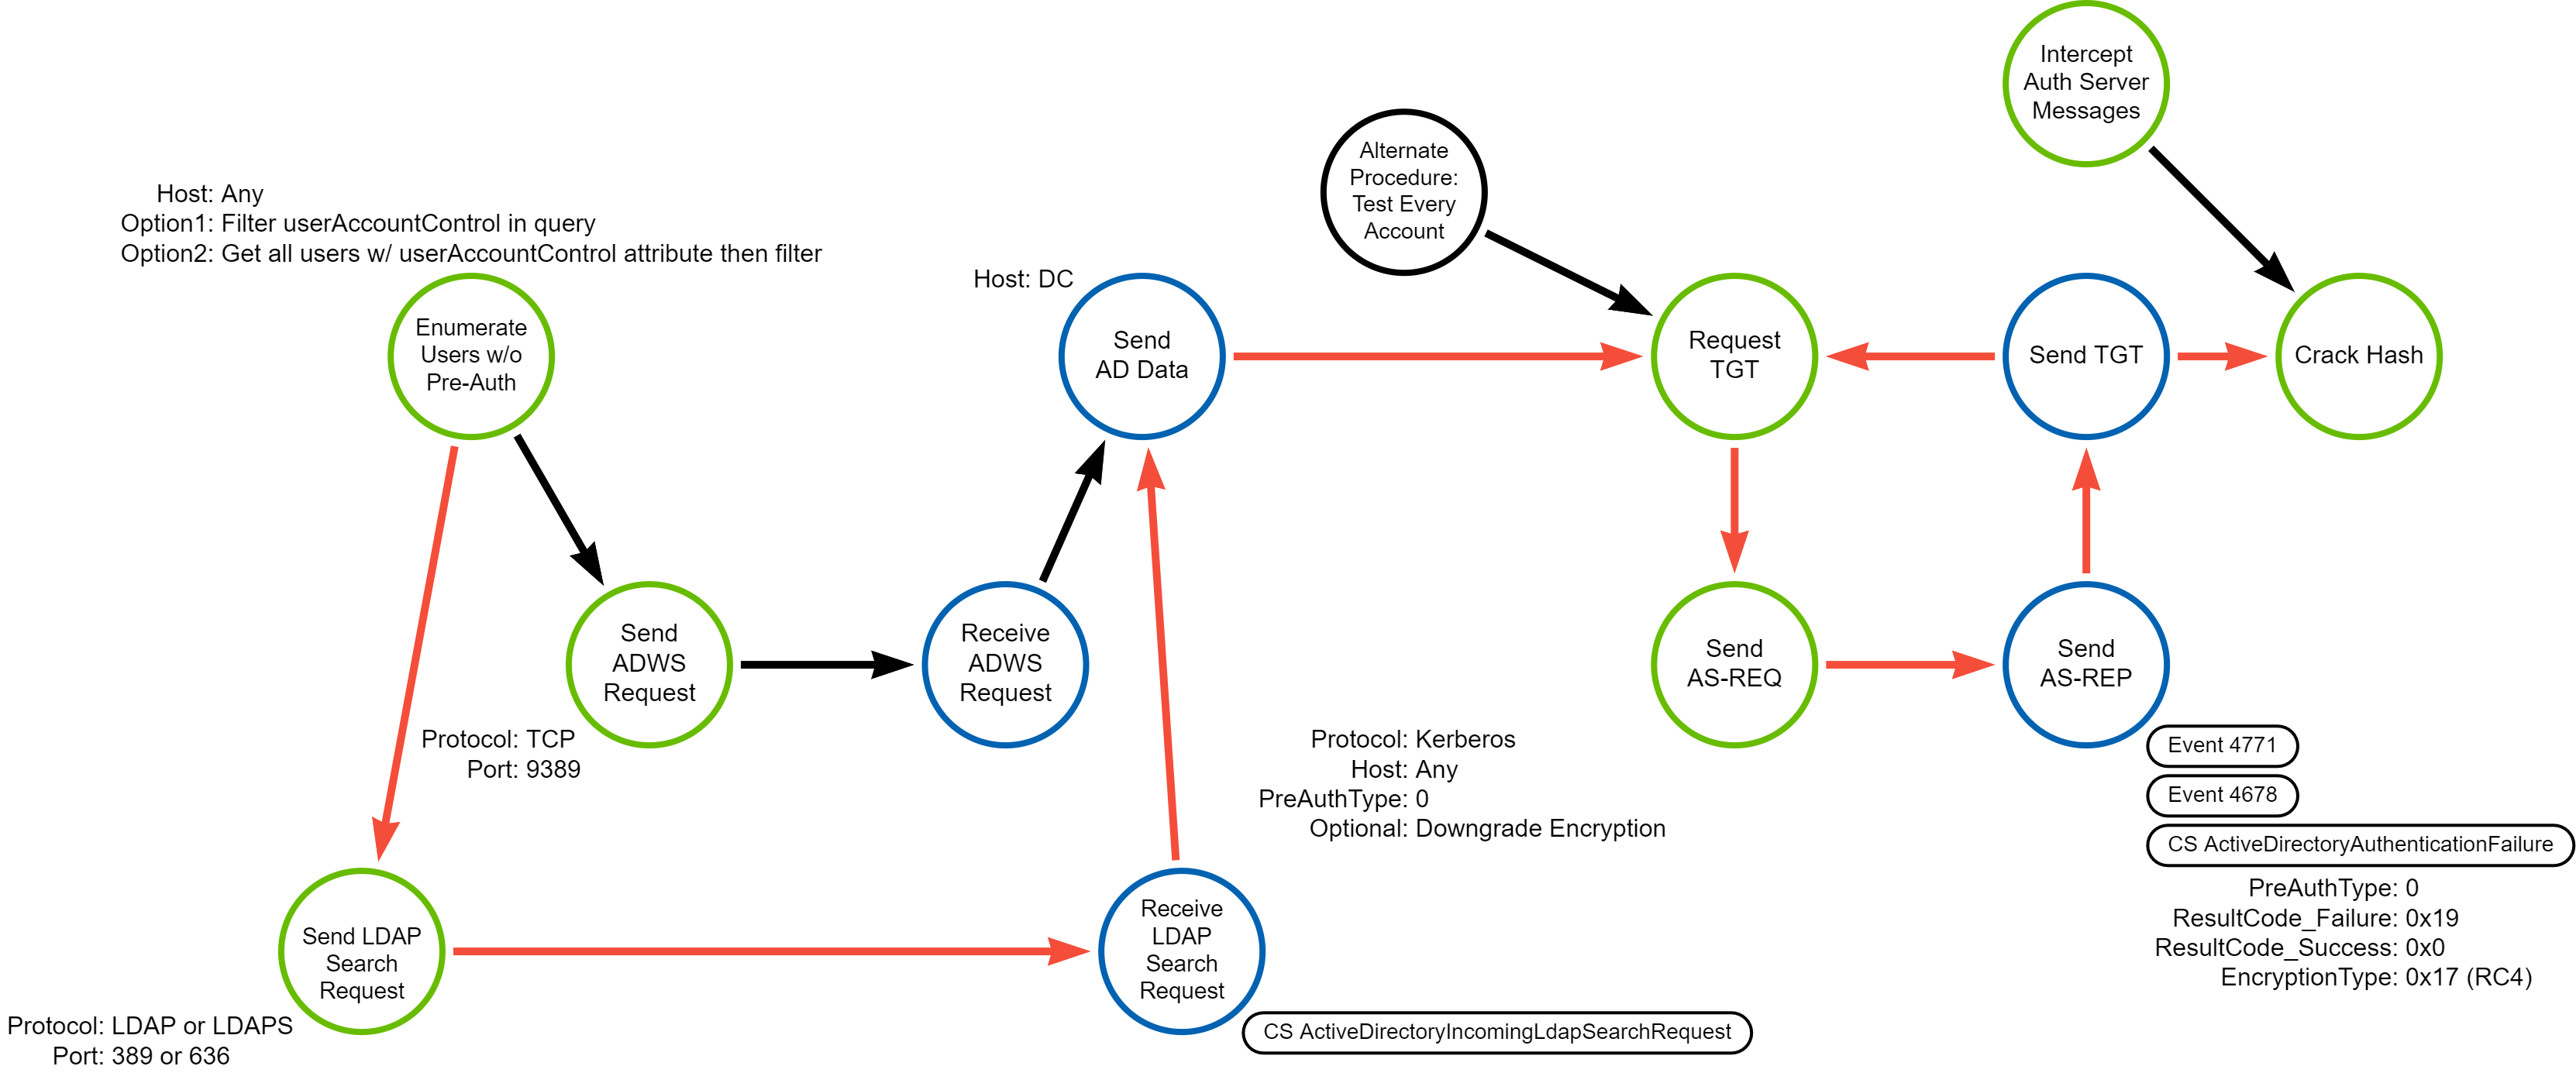 Intercept
Auth Server
Messages
Alternate
Procedure:
Test Every
Account
Host: Any
Option1: Filter userAccountControl in query
Option2: Get all users w/ userAccountControl attribute then filter
Host: DC
Enumerate
Users w/o
Pre-Auth
Send
AD Data
Request
TGT
Send TGT
Crack Hash
Send
ADWS
Request
Receive
ADWS
Request
Send
AS-REQ
Send
AS-REP
Protocol: TCP
Port: 9389
Protocol: Kerberos
Host: Any
PreAuthType: 0
Optional: Downgrade Encryption
Event 4771
Event 4678
CS ActiveDirectoryAuthenticationFailure
PreAuthType: 0
ResultCode_Failure: 0x19
ResultCode_Success: 0x0
EncryptionType: 0x17 (RC4)
Send LDAP
Search
Request
Receive
LDAP
Search
Request
Protocol: LDAP or LDAPS
Port: 389 or 636
CS ActiveDirectoryIncomingLdapSearchRequest